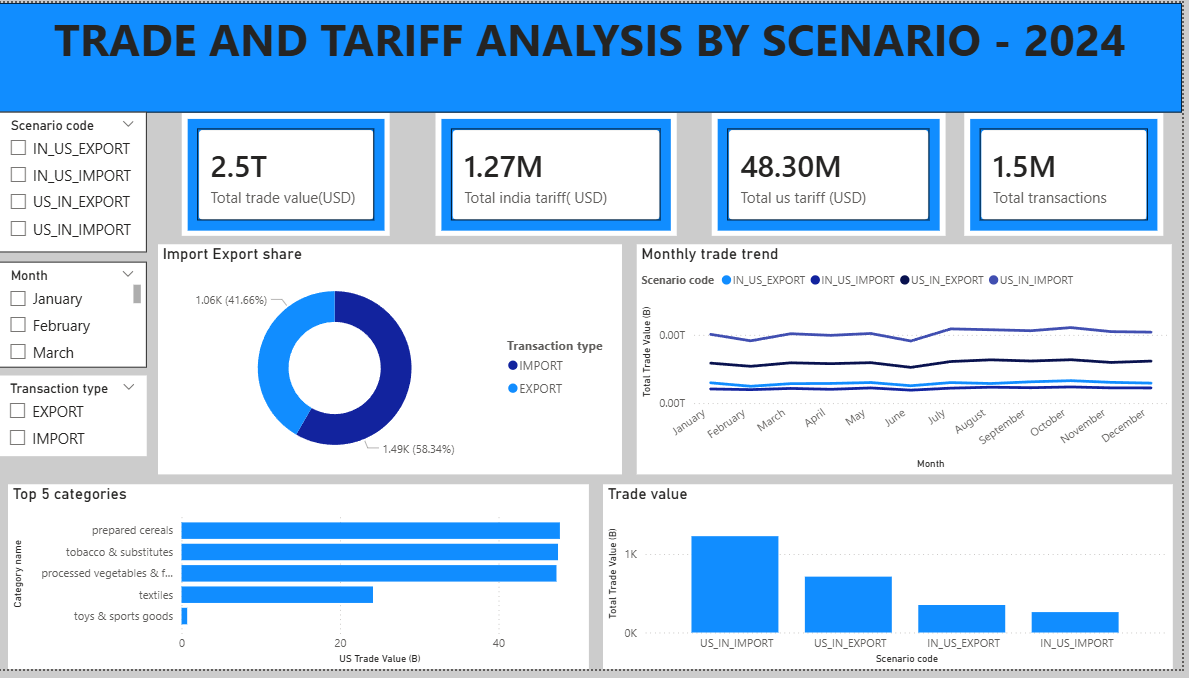 TRADE AND TARIFF ANALYSIS BY SCENARIO - 2024
Scenario code
IN_US_EXPORT
IN_US_IMPORT
US_IN_EXPORT
US_IN_IMPORT
Month
January
February
March
Transaction type
EXPORT
IMPORT
2.5T
Total trade value(USD)
1.27M
Total india tariff( USD)
48.30M
Total us tariff (USD)
1.5M
Total transactions
Import Export share
1.06K (41.66%)
1.49K (58.34%)
Transaction type
IMPORT
EXPORT
Monthly trade trend
Scenario code IN_US_EXPORT IN_US_IMPORT US_IN_EXPORT US_IN_IMPORT
Total Trade Value (B)
0.00T
0.00T
January February March April May June July August September October November December
Month
Top 5 categories
Category name
prepared cereals
tobacco & substitutes
processed vegetables & f...
textiles
toys & sports goods
0 20 40
US Trade Value (B)
Trade value
Total Trade Value (B)
1K
0K
US_IN_IMPORT US_IN_EXPORT IN_US_EXPORT IN_US_IMPORT
Scenario code